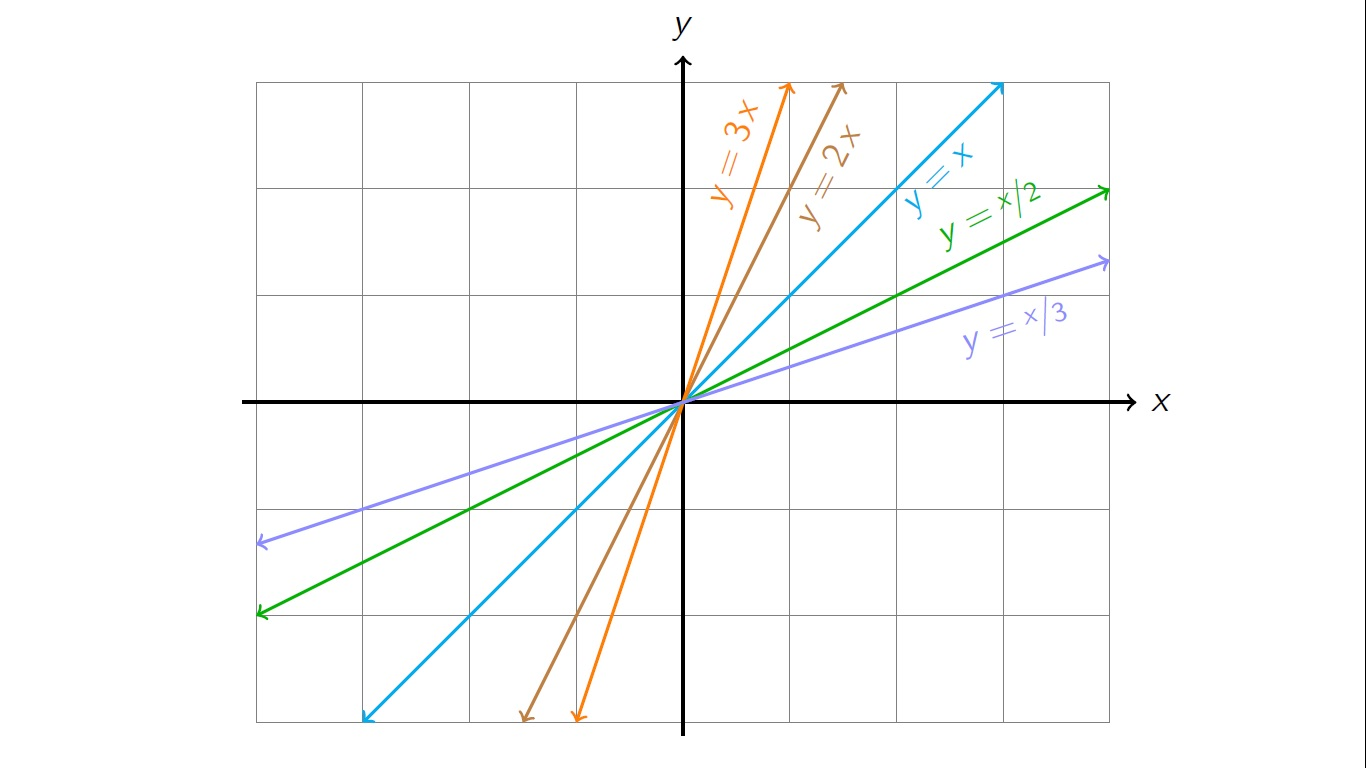 y
y = 3x
y = 2x
y = x
y = x/2
y = x/3
x